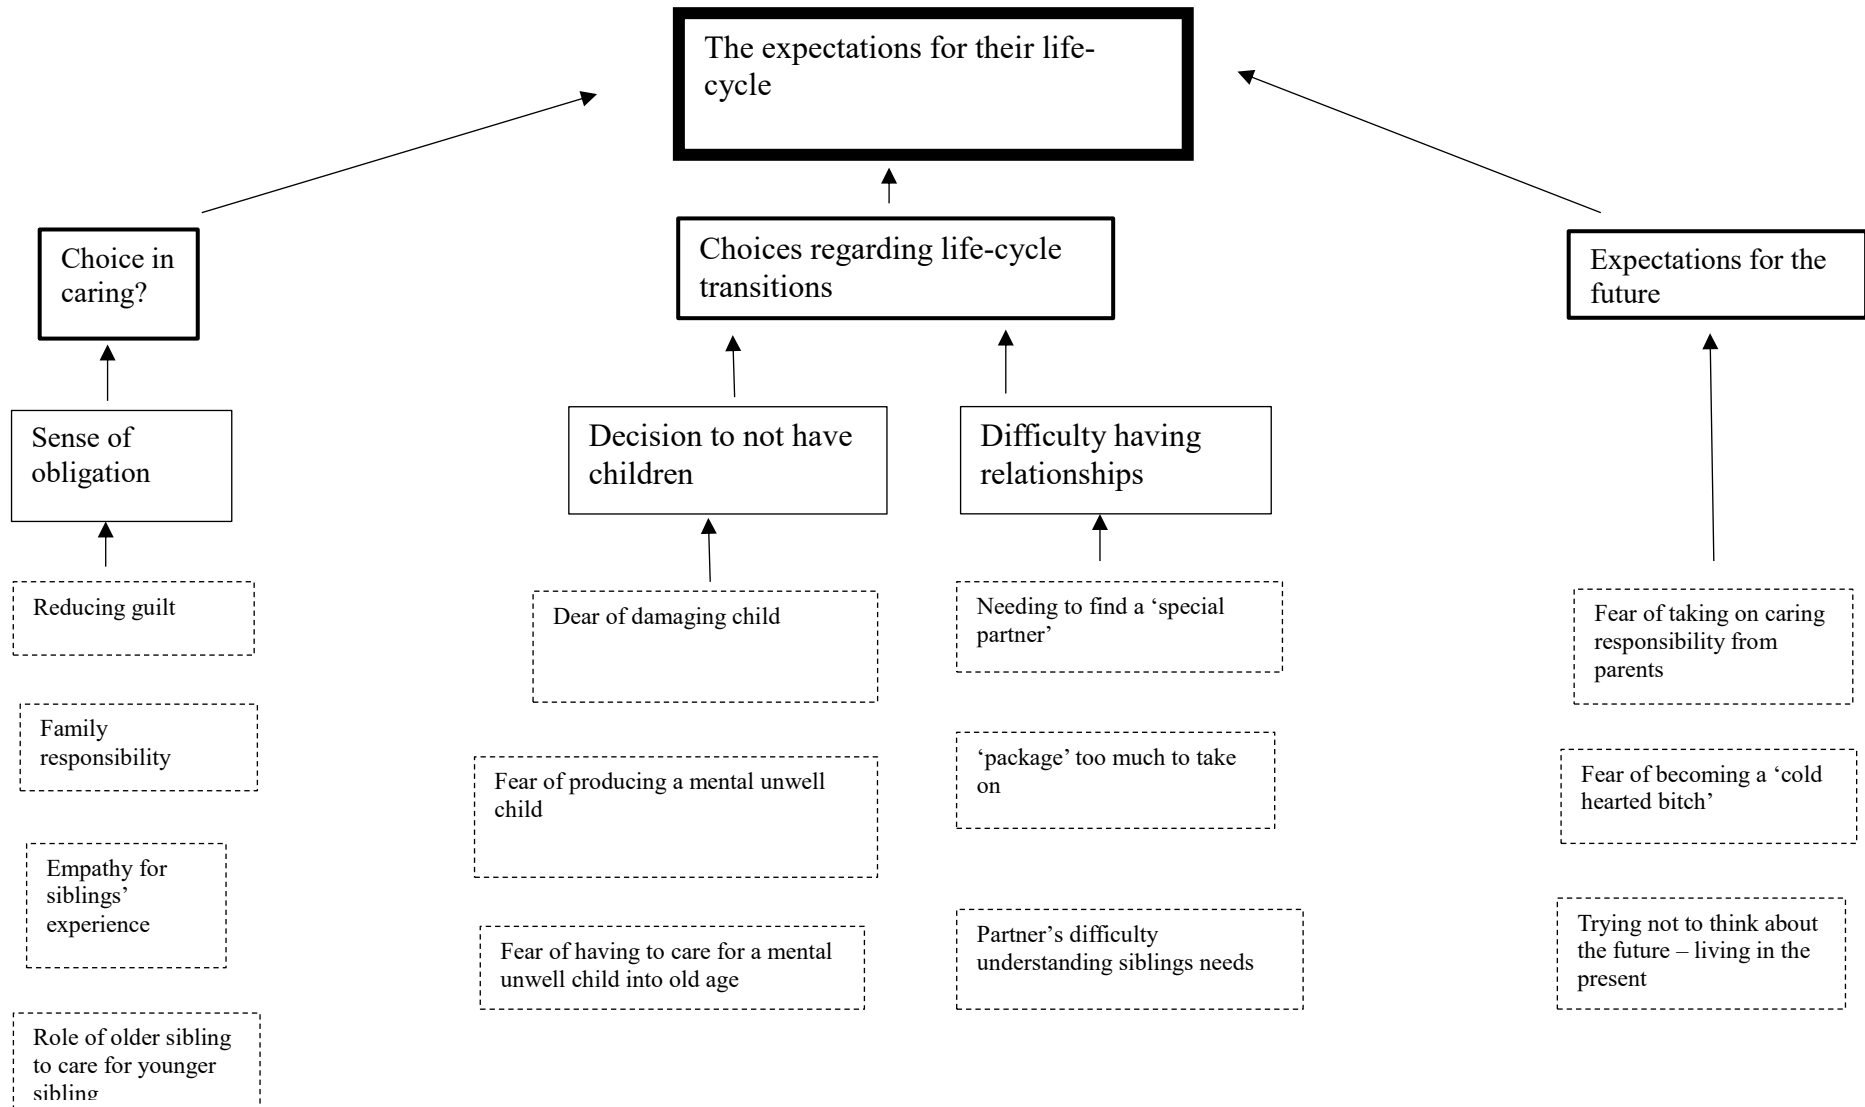 The expectations for their life-
cycle
Choice in
caring?
Choices regarding life-cycle
transitions
Expectations for the
future
Sense of
obligation
Decision to not have
children
Difficulty having
relationships
Reducing guilt
Dear of damaging child
Needing to find a ‘special
partner’
Fear of taking on caring
responsibility from
parents
Family
responsibility
Fear of producing a mental unwell
child
‘package’ too much to take
on
Fear of becoming a ‘cold
hearted bitch’
Empathy for
siblings’
experience
Fear of having to care for a mental
unwell child into old age
Partner’s difficulty
understanding siblings needs
Trying not to think about
the future – living in the
present
Role of older sibling
to care for younger
sibling